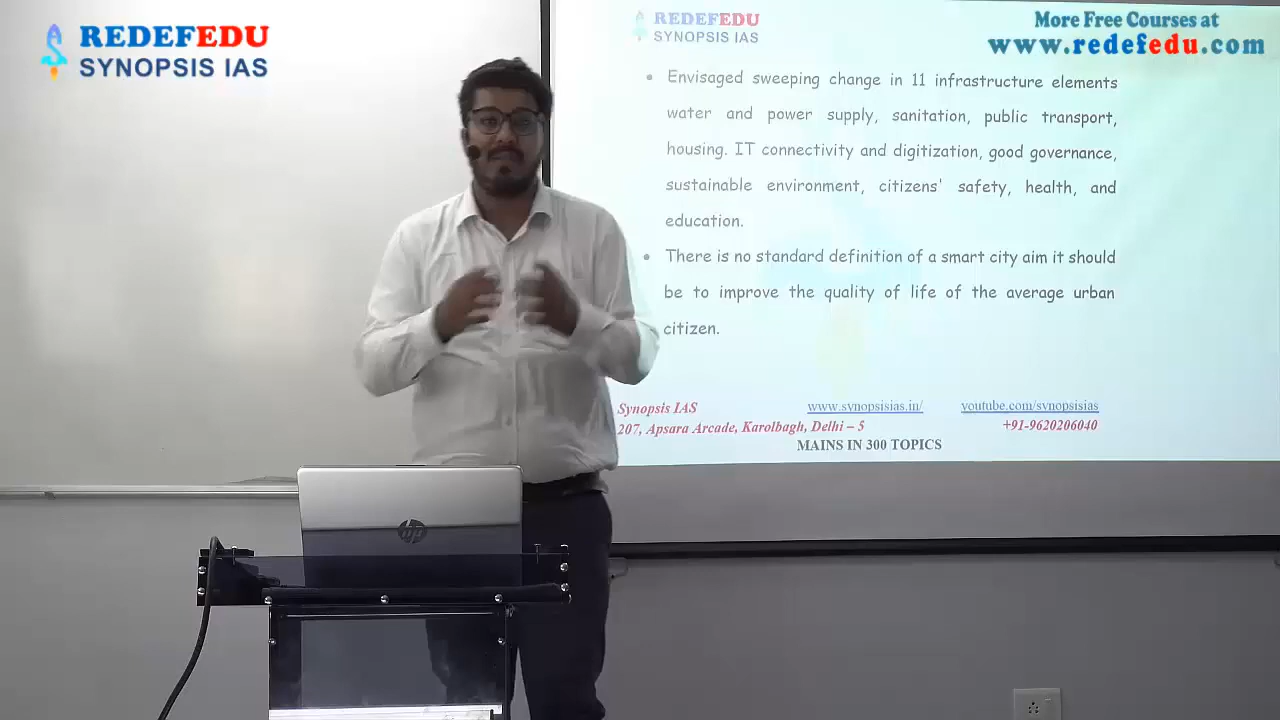 REDEFEDU
SYNOPSIS IAS
REDEFEDU
SYNOPSIS IAS
More Free Courses at
www.redefedu.com
• Envisaged sweeping change in 11 infrastructure elements
water and power supply, sanitation, public transport,
housing. IT connectivity and digitization, good governance,
sustainable environment, citizens' safety, health, and
education.
• There is no standard definition of a smart city aim it should
be to improve the quality of life of the average urban
citizen.
Synopsis IAS www.synopsisias.in/ youtube.com/synopsisias
207, Apsara Arcade, Karolbagh, Delhi – 5 +91-9620206040
MAINS IN 300 TOPICS
hp